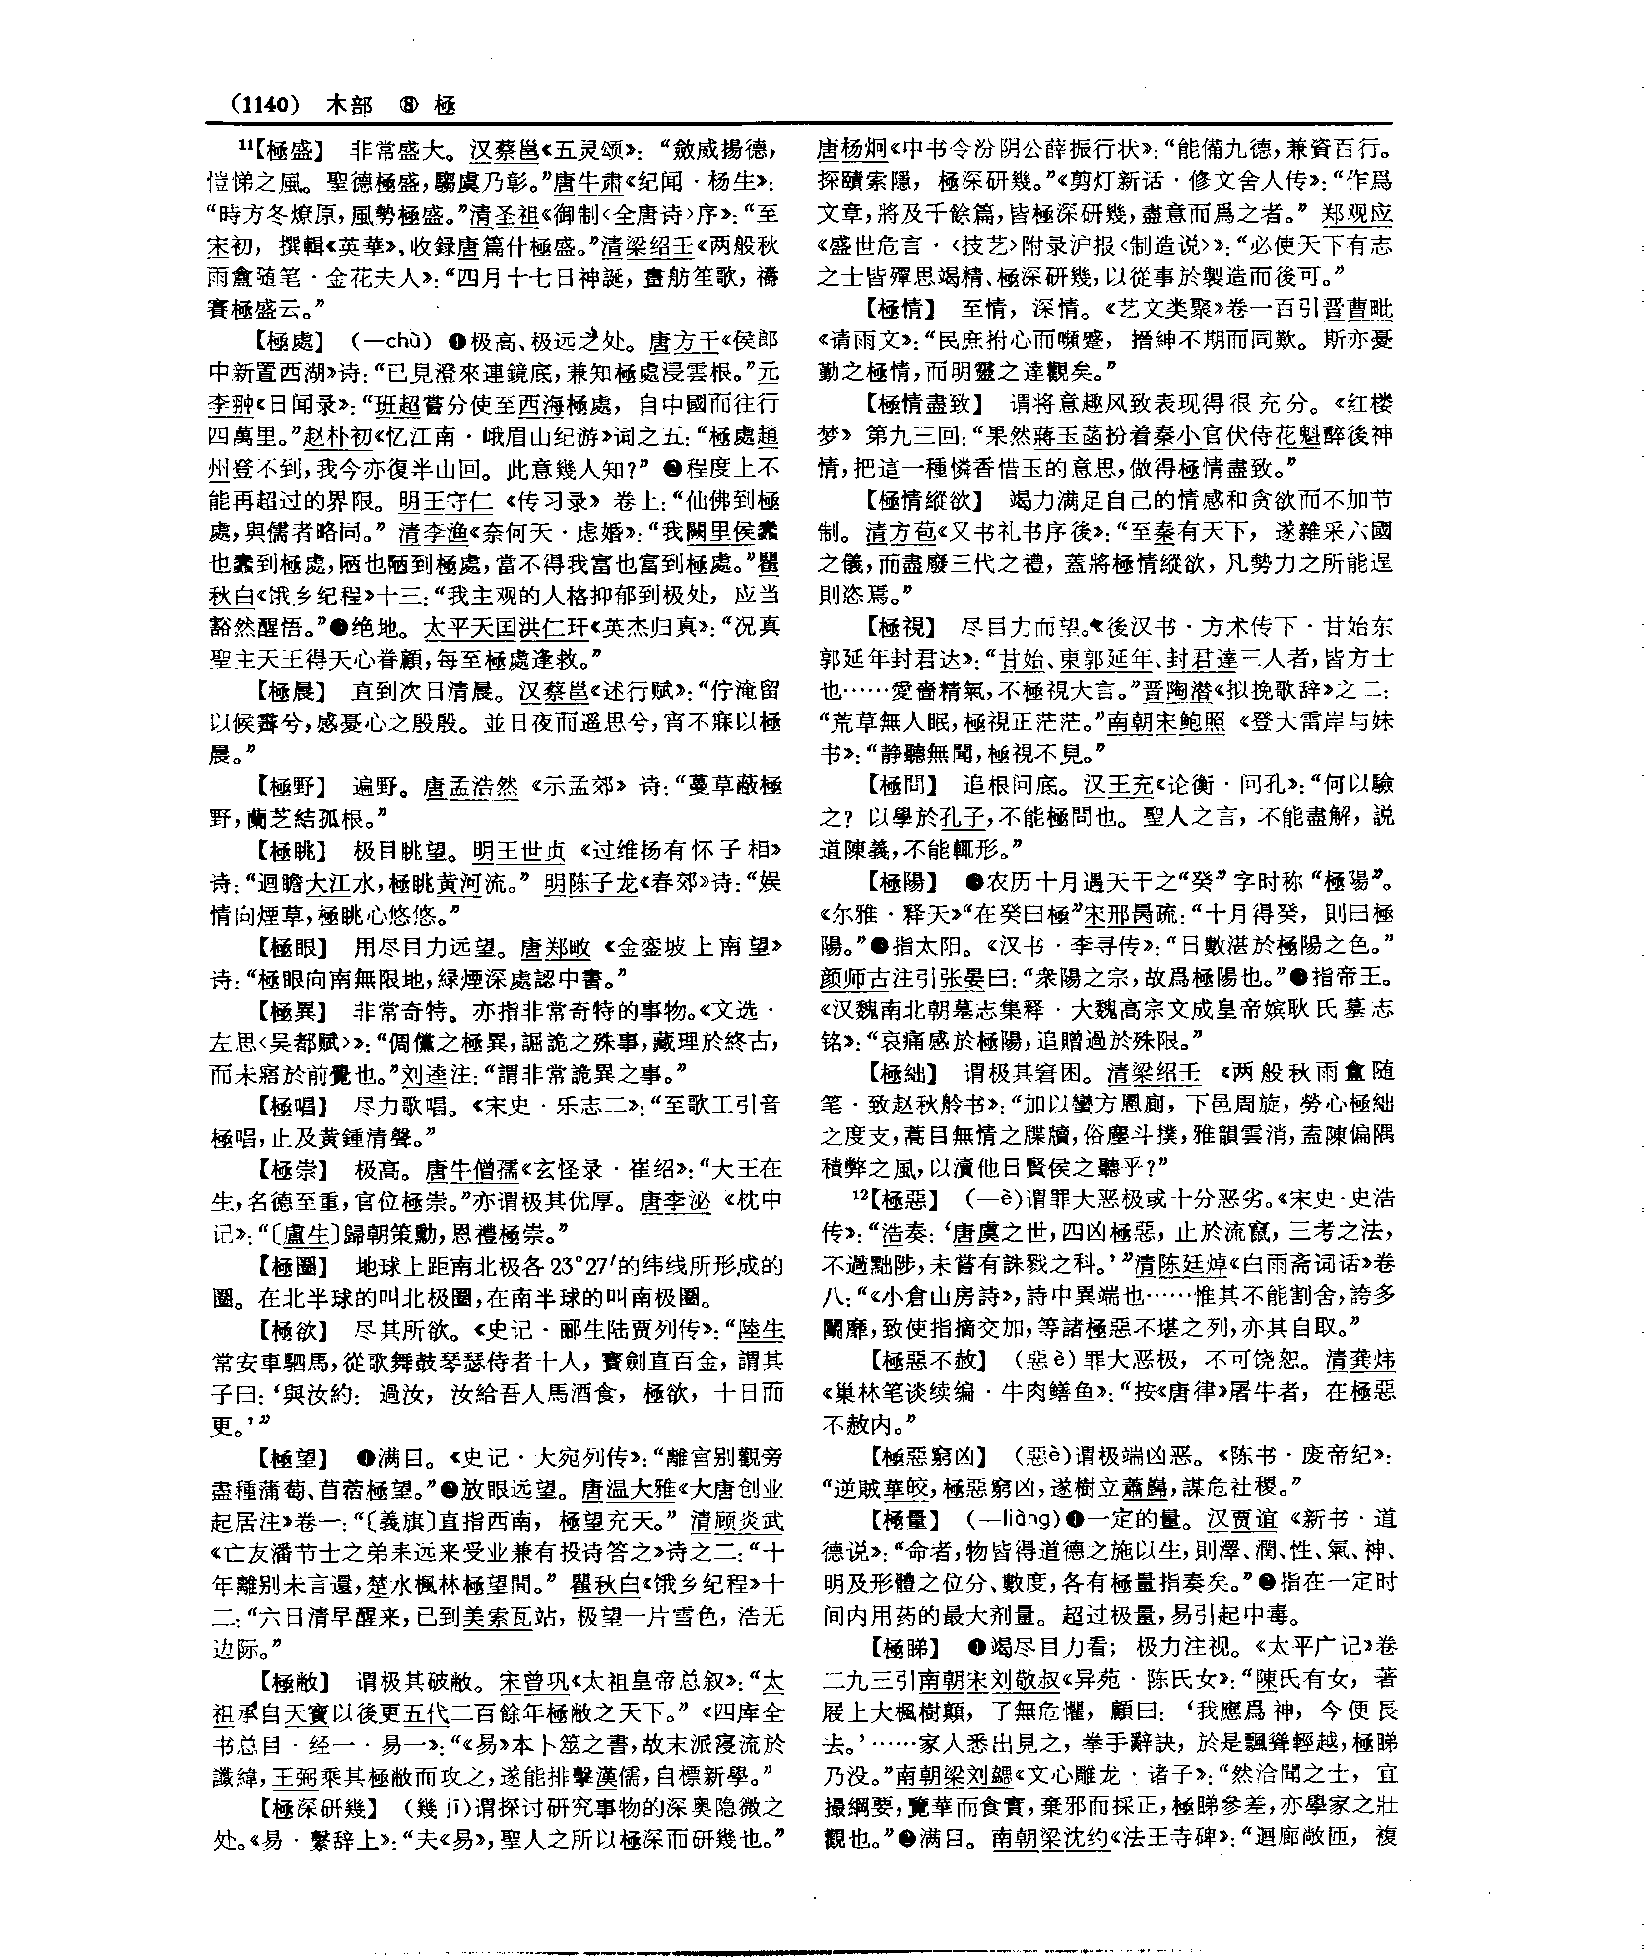 (1140) 木部 ⑧ 極
¹¹【極盛】 非常盛大。汉蔡邕《五灵颂》：“斂威揚德，
愷悌之風。聖德極盛，騶虞乃彰。”唐牛肃《纪闻·杨生》：
“時方冬燎原，風勢極盛。”清圣祖《御制〈全唐诗〉序》：“至
宋初，撰輯《英華》，收録唐篇什極盛。”清梁绍壬《两般秋
雨盦随笔·金花夫人》：“四月十七日神誕，畫舫笙歌，禱
賽極盛云。”
【極處】 （—chù）❶极高、极远之处。唐方干《侯郎
中新置西湖》诗：“已見澄來連鏡底，兼知極處浸雲根。”元
李翀《日闻录》：“班超嘗分使至西海極處，自中國而往行
四萬里。”赵朴初《忆江南·峨眉山纪游》词之五：“極處趙
州登不到，我今亦復半山回。此意幾人知？”❷程度上不
能再超过的界限。明王守仁《传习录》卷上：“仙佛到極
處，與儒者略同。”清李渔《奈何天·虑婚》：“我闕里侯蠢
也蠢到極處，陋也陋到極處，當不得我富也富到極處。”瞿
秋白《饿乡纪程》十三：“我主观的人格抑郁到极处，应当
豁然醒悟。”❸绝地。太平天囯洪仁玕《英杰归真》：“况真
聖主天王得天心眷顧，每至極處逢救。”
【極晨】 直到次日清晨。汉蔡邕《述行赋》：“佇淹留
以候霽兮，感憂心之殷殷。並日夜而遥思兮，宵不寐以極
晨。”
【極野】 遍野。唐孟浩然《示孟郊》诗：“蔓草蔽極
野，蘭芝結孤根。”
【極眺】 极目眺望。明王世贞《过维扬有怀子相》
诗：“迴瞻大江水，極眺黄河流。”明陈子龙《春郊》诗：“娱
情向煙草，極眺心悠悠。”
【極眼】 用尽目力远望。唐郑畋《金銮坡上南望》
诗：“極眼向南無限地，緑煙深處認中書。”
【極異】 非常奇特。亦指非常奇特的事物。《文选·
左思〈吴都赋〉》：“倜儻之極異，詘詭之殊事，藏理於終古，
而未寤於前覺也。”刘逵注：“謂非常詭異之事。”
【極唱】 尽力歌唱。《宋史·乐志二》：“至歌工引音
極唱，止及黄鍾清聲。”
【極崇】 极高。唐牛僧孺《玄怪录·崔绍》：“大王在
生，名德至重，官位極崇。”亦谓极其优厚。唐李泌《枕中
记》：“〔盧生〕歸朝策勳，恩禮極崇。”
【極圈】 地球上距南北极各23°27′的纬线所形成的
圈。在北半球的叫北极圈，在南半球的叫南极圈。
【極欲】 尽其所欲。《史记·郦生陆贾列传》：“陸生
常安車駟馬，從歌舞鼓琴瑟侍者十人，寳劍直百金，謂其
子曰：‘與汝約：過汝，汝給吾人馬酒食，極欲，十日而
更。’”
【極望】 ❶满目。《史记·大宛列传》：“離宫别觀旁
盡種蒲萄、苜蓿極望。”❷放眼远望。唐温大雅《大唐创业
起居注》卷一：“〔義旗〕直指西南，極望充天。”清顾炎武
《亡友潘节士之弟耒远来受业兼有投诗答之》诗之二：“十
年離别未言還，楚水楓林極望間。”瞿秋白《饿乡纪程》十
二：“六日清早醒来，已到美索瓦站，极望一片雪色，浩无
边际。”
【極敝】 谓极其破敝。宋曾巩《太祖皇帝总叙》：“太
祖承自天寳以後更五代二百餘年極敝之天下。”《四库全
书总目·经一·易一》：“《易》本卜筮之書，故末派寖流於
讖緯，王弼乘其極敝而攻之，遂能排擊漢儒，自標新學。”
【極深研幾】（幾jī）谓探讨研究事物的深奥隐微之
处。《易·繫辞上》：“夫《易》，聖人之所以極深而研幾也。”
唐杨炯《中书令汾阴公薛振行状》：“能備九德，兼資百行。
探賾索隱，極深研幾。”《剪灯新话·修文舍人传》：“作爲
文章，將及千餘篇，皆極深研幾，盡意而爲之者。”郑观应
《盛世危言·〈技艺〉附录沪报〈制造说〉》：“必使天下有志
之士皆殫思竭精、極深研幾，以從事於製造而後可。”
【極情】 至情，深情。《艺文类聚》卷一百引晋曹毗
《请雨文》：“民庶拊心而嚬蹙，搢紳不期而同歎。斯亦憂
勤之極情，而明靈之達觀矣。”
【極情盡致】 谓将意趣风致表现得很充分。《红楼
梦》第九三回：“果然蔣玉菡扮着秦小官伏侍花魁醉後神
情，把這一種憐香惜玉的意思，做得極情盡致。”
【極情縱欲】 竭力满足自己的情感和贪欲而不加节
制。清方苞《又书礼书序後》：“至秦有天下，遂雜采六國
之儀，而盡廢三代之禮，蓋將極情縱欲，凡勢力之所能逞
則恣焉。”
【極視】 尽目力而望。《後汉书·方术传下·甘始东
郭延年封君达》：“甘始、東郭延年、封君達三人者，皆方士
也……愛嗇精氣，不極視大言。”晋陶潜《拟挽歌辞》之二：
“荒草無人眠，極視正茫茫。”南朝宋鲍照《登大雷岸与妹
书》：“静聽無聞，極視不見。”
【極問】 追根问底。汉王充《论衡·问孔》：“何以驗
之？以學於孔子，不能極問也。聖人之言，不能盡解，説
道陳義，不能輒形。”
【極陽】 ❶农历十月遇天干之“癸”字时称“極陽”。
《尔雅·释天》“在癸曰極”宋邢昺疏：“十月得癸，則曰極
陽。”❷指太阳。《汉书·李寻传》：“日數湛於極陽之色。”
颜师古注引张晏曰：“衆陽之宗，故爲極陽也。”❸指帝王。
《汉魏南北朝墓志集释·大魏高宗文成皇帝嫔耿氏墓志
铭》：“哀痛感於極陽，追贈過於殊限。”
【極絀】 谓极其窘困。清梁绍壬《两般秋雨盦随
笔·致赵秋舲书》：“加以鑾方慁廁，下邑周旋，勞心極絀
之度支，蒿目無情之牒牘，俗塵斗撲，雅韻雲消，盍陳偏隅
積弊之風，以瀆他日賢侯之聽乎？”
¹²【極惡】 （—è）谓罪大恶极或十分恶劣。《宋史·史浩
传》：“浩奏：‘唐虞之世，四凶極惡，止於流竄，三考之法，
不過黜陟，未嘗有誅戮之科。’”清陈廷焯《白雨斋词话》卷
八：“《小倉山房詩》，詩中異端也……惟其不能割舍，誇多
鬭靡，致使指摘交加，等諸極惡不堪之列，亦其自取。”
【極惡不赦】（惡è）罪大恶极，不可饶恕。清龚炜
《巢林笔谈续编·牛肉鳝鱼》：“按《唐律》屠牛者，在極惡
不赦内。”
【極惡窮凶】（惡è）谓极端凶恶。《陈书·废帝纪》：
“逆贼華皎，極惡窮凶，遂樹立蕭巋，謀危社稷。”
【極量】 （—liàng）❶一定的量。汉贾谊《新书·道
德说》：“命者，物皆得道德之施以生，則澤、潤、性、氣、神、
明及形體之位分、數度，各有極量指奏矣。”❷指在一定时
间内用药的最大剂量。超过极量，易引起中毒。
【極睇】 ❶竭尽目力看；极力注视。《太平广记》卷
二九三引南朝宋刘敬叔《异苑·陈氏女》：“陳氏有女，著
屐上大楓樹顛，了無危懼，顧曰：‘我應爲神，今便長
去。’……家人悉出見之，举手辭訣，於是飄聳輕越，極睇
乃没。”南朝梁刘勰《文心雕龙·诸子》：“然洽聞之士，宜
撮綱要，覽華而食實，棄邪而採正，極睇參差，亦學家之壯
觀也。”❷满目。南朝梁沈约《法王寺碑》：“迴廊敞匝，複